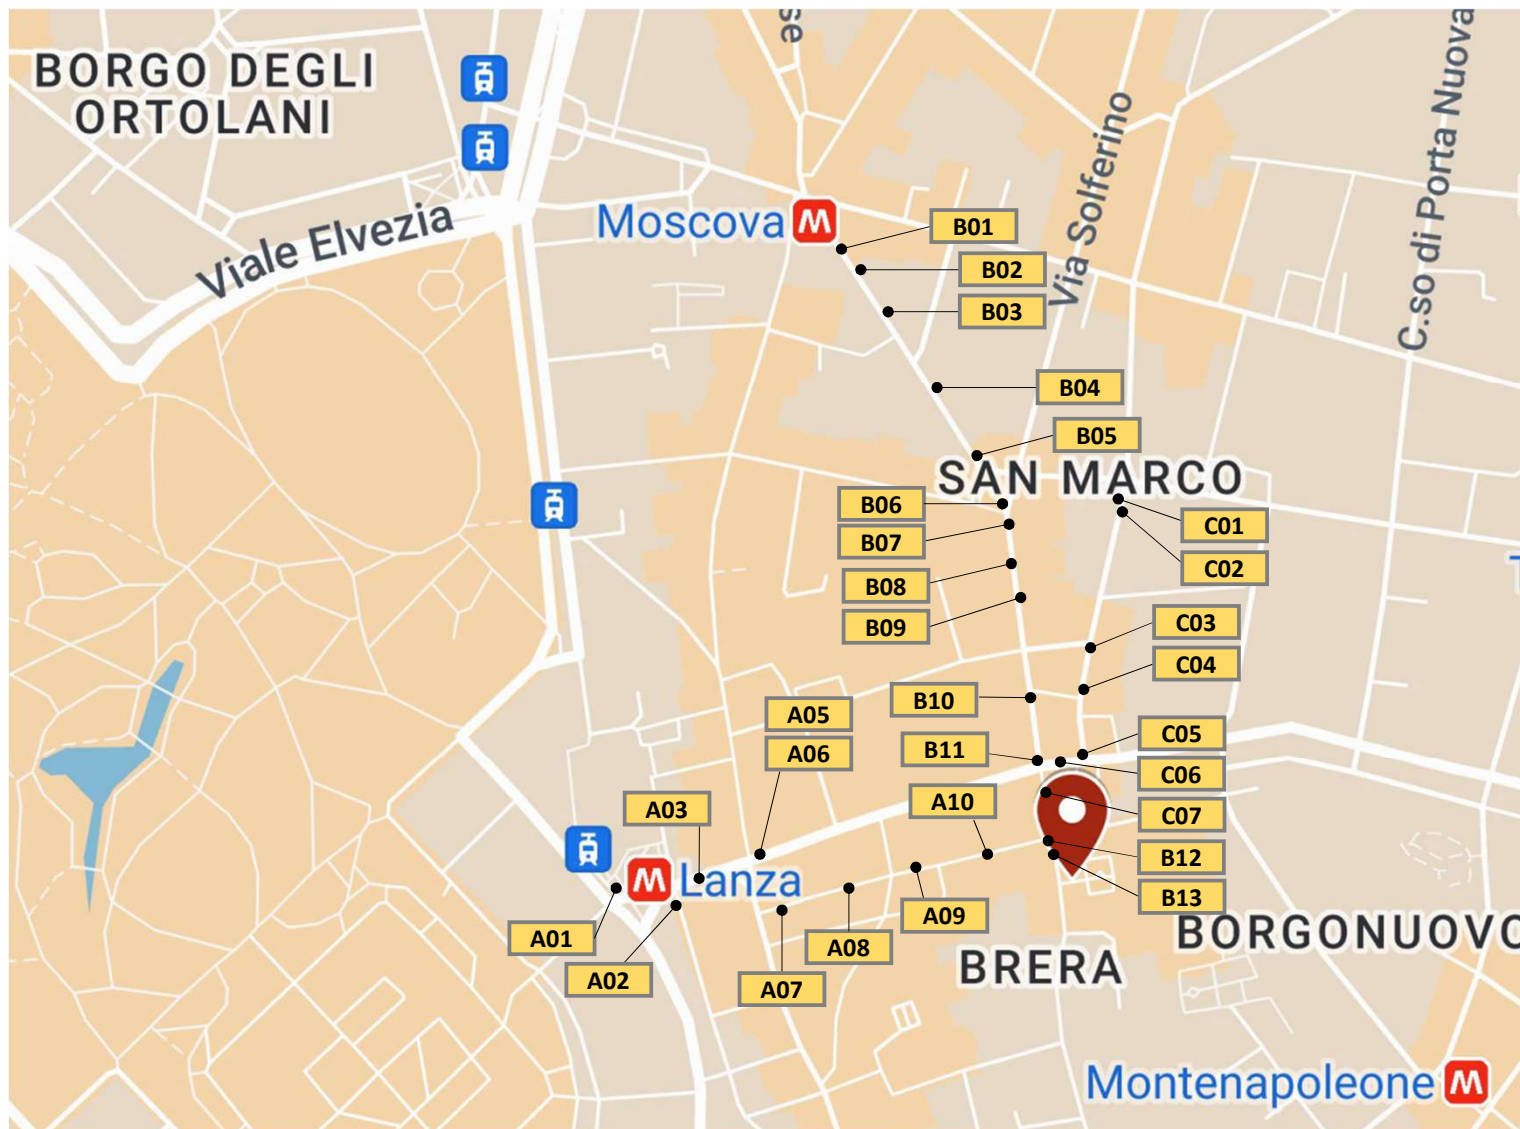 se
BORGO DEGLI
ORTOLANI
Viale Elvezia
Moscova
Via Solferino
C.so di Porta Nuova
B01
B02
B03
B04
B05
SAN MARCO
B06
B07
B08
B09
C01
C02
C03
C04
B10
A05
A06
B11
C05
C06
C07
A03
A10
B12
B13
Lanza
A01
A02
A07
A08
A09
BORGONUOVO
BRERA
Montenapoleone